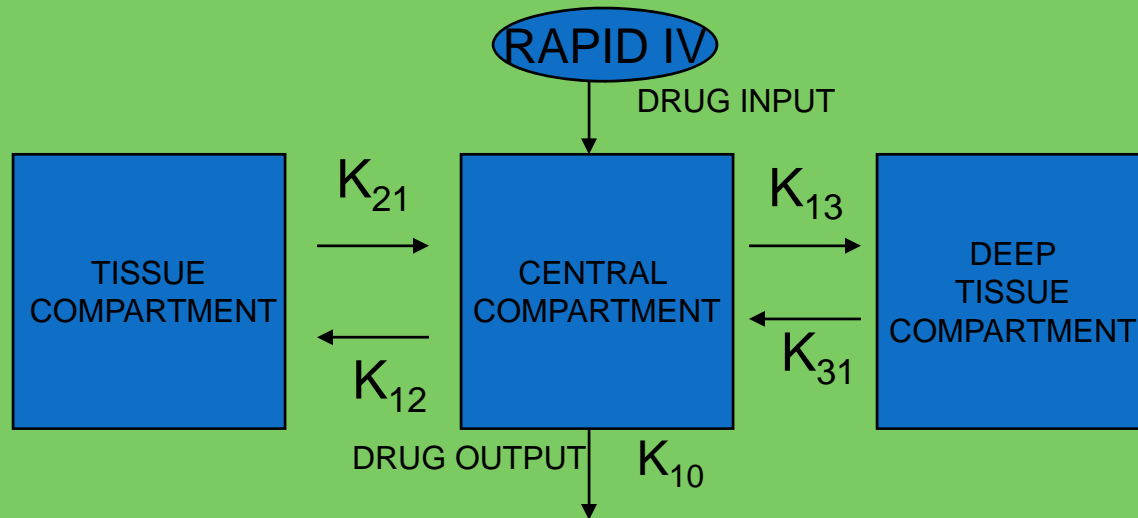 RAPID IV
DRUG INPUT
K21
K13
TISSUE
COMPARTMENT
CENTRAL
COMPARTMENT
DEEP
TISSUE
COMPARTMENT
K12
K31
DRUG OUTPUT
K10